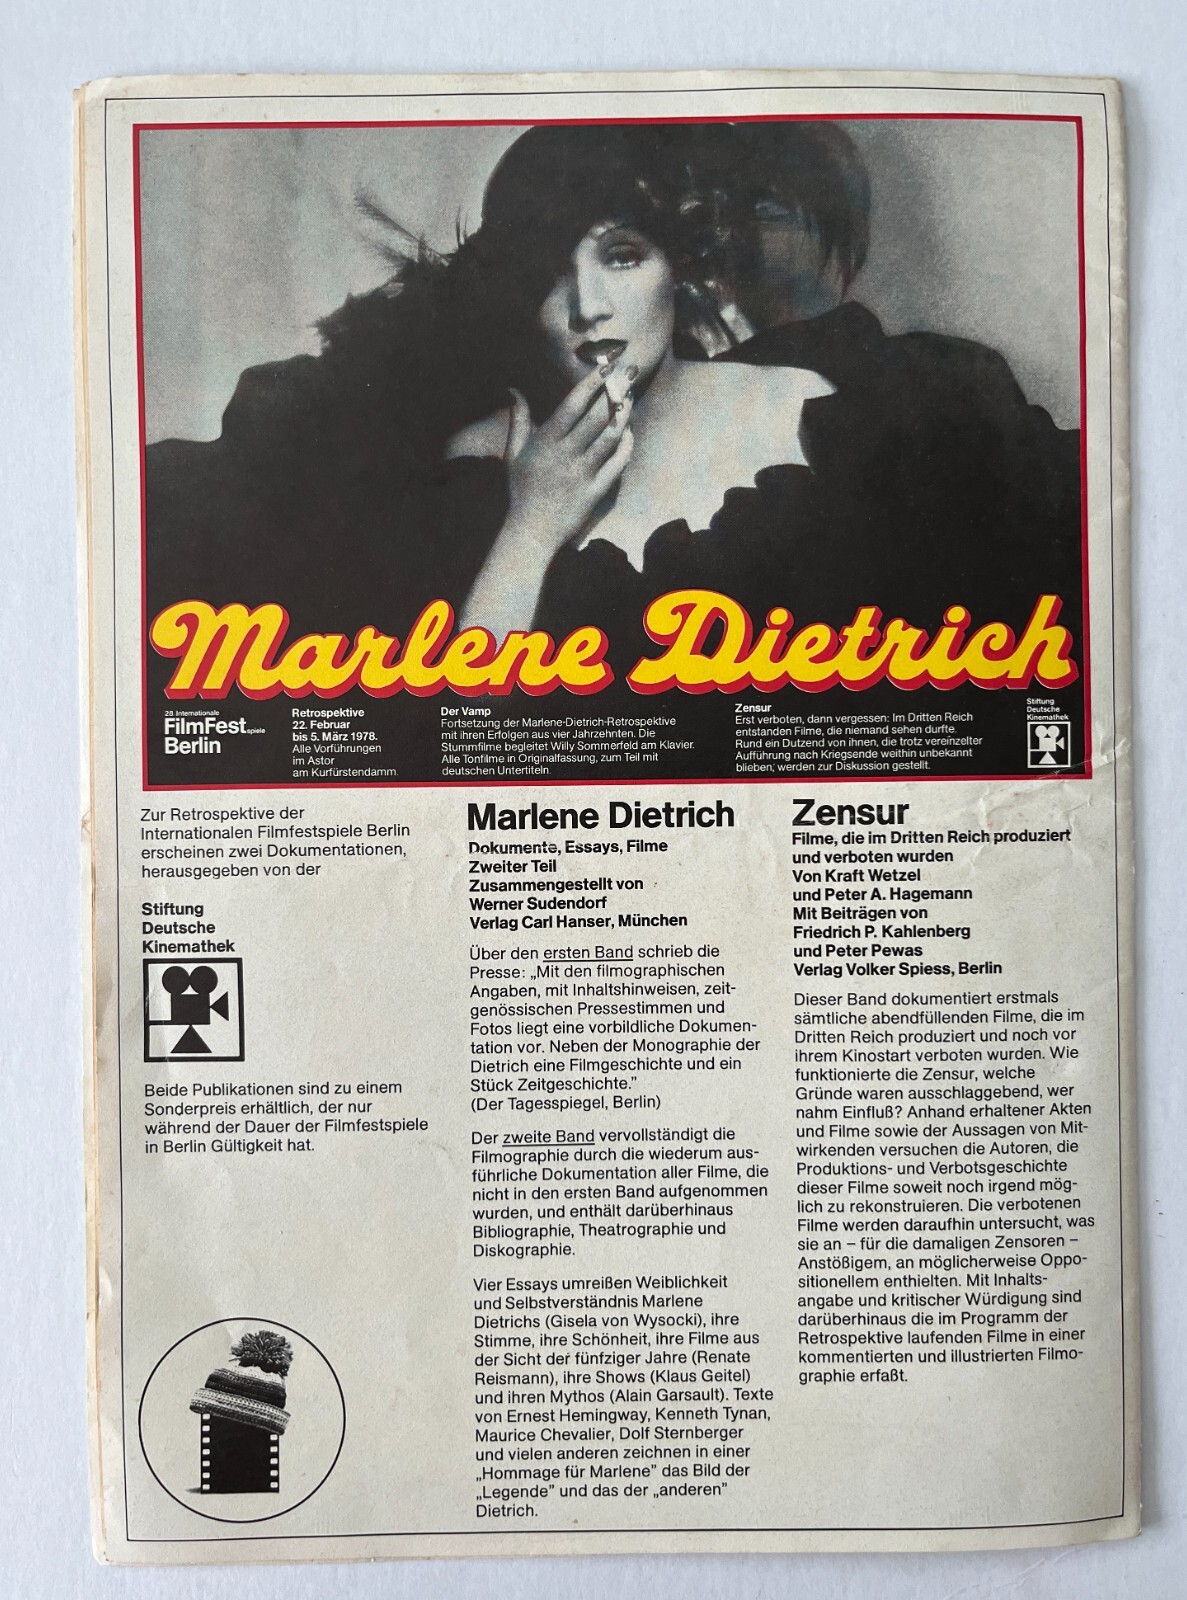 Marlene Dietrich
28 Internationale
FilmFestspiele
Berlin
Retrospektive
22. Februar
bis 5. März 1978.
Alle Vorführungen
im Astor
am Kurfürstendamm.
Der Vamp
Fortsetzung der Marlene-Dietrich-Retrospektive
mit ihren Erfolgen aus vier Jahrzehnten. Die
Stummfilme begleitet Willy Sommerfeld am Klavier.
Alle Tonfilme in Originalfassung, zum Teil mit
deutschen Untertiteln.
Zensur
Erst verboten, dann vergessen: Im Dritten Reich
entstanden Filme, die niemand sehen durfte.
Rund ein Dutzend von ihnen, die trotz vereinzelter
Aufführung nach Kriegsende weithin unbekannt
blieben, werden zur Diskussion gestellt.
Stiftung
Deutsche
Kinemathek
Zur Retrospektive der
Internationalen Filmfestspiele Berlin
erscheinen zwei Dokumentationen,
herausgegeben von der
Stiftung
Deutsche
Kinemathek
Beide Publikationen sind zu einem
Sonderpreis erhältlich, der nur
während der Dauer der Filmfestspiele
in Berlin Gültigkeit hat.
Marlene Dietrich
Dokumente, Essays, Filme
Zweiter Teil
Zusammengestellt von
Werner Sudendorf
Verlag Carl Hanser, München
Über den ersten Band schrieb die
Presse: „Mit den filmographischen
Angaben, mit Inhaltshinweisen, zeit-
genössischen Pressestimmen und
Fotos liegt eine vorbildliche Dokumen-
tation vor. Neben der Monographie der
Dietrich eine Filmgeschichte und ein
Stück Zeitgeschichte.”
(Der Tagesspiegel, Berlin)
Der zweite Band vervollständigt die
Filmographie durch die wiederum aus-
führliche Dokumentation aller Filme, die
nicht in den ersten Band aufgenommen
wurden, und enthält darüberhinaus
Bibliographie, Theatrographie und
Diskographie.
Vier Essays umreißen Weiblichkeit
und Selbstverständnis Marlene
Dietrichs (Gisela von Wysocki), ihre
Stimme, ihre Schönheit, ihre Filme aus
der Sicht der fünfziger Jahre (Renate
Reismann), ihre Shows (Klaus Geitel)
und ihren Mythos (Alain Garsault). Texte
von Ernest Hemingway, Kenneth Tynan,
Maurice Chevalier, Dolf Sternberger
und vielen anderen zeichnen in einer
„Hommage für Marlene” das Bild der
„Legende” und das der „anderen”
Dietrich.
Zensur
Filme, die im Dritten Reich produziert
und verboten wurden
Von Kraft Wetzel
und Peter A. Hagemann
Mit Beiträgen von
Friedrich P. Kahlenberg
und Peter Pewas
Verlag Volker Spiess, Berlin
Dieser Band dokumentiert erstmals
sämtliche abendfüllenden Filme, die im
Dritten Reich produziert und noch vor
ihrem Kinostart verboten wurden. Wie
funktionierte die Zensur, welche
Gründe waren ausschlaggebend, wer
nahm Einfluß? Anhand erhaltener Akten
und Filme sowie der Aussagen von Mit-
wirkenden versuchen die Autoren, die
Produktions- und Verbotsgeschichte
dieser Filme soweit noch irgend mög-
lich zu rekonstruieren. Die verbotenen
Filme werden daraufhin untersucht, was
sie an – für die damaligen Zensoren –
Anstößigem, an möglicherweise Oppo-
sitionellem enthielten. Mit Inhalts-
angabe und kritischer Würdigung sind
darüberhinaus die im Programm der
Retrospektive laufenden Filme in einer
kommentierten und illustrierten Filmo-
graphie erfaßt.